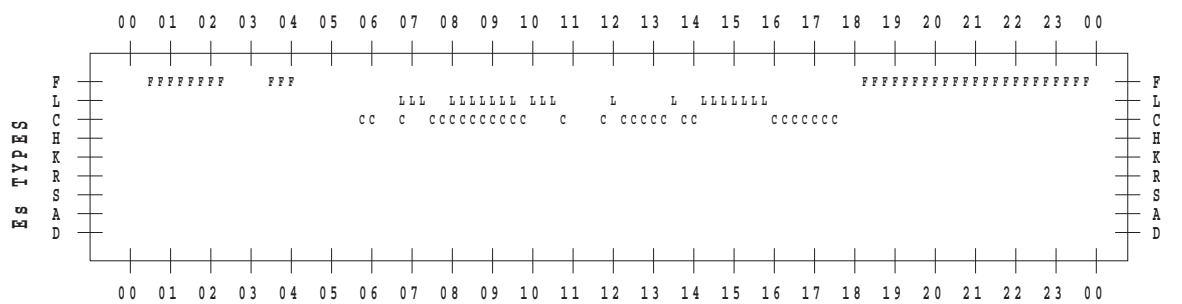 00 01 02 03 04 05 06 07 08 09 10 11 12 13 14 15 16 17 18 19 20 21 22 23 00
F FFFFFFFF FFF FFFFFFFFFFFFFFFFFFFFFFF F
L LLL LLLLLLL LLL L L LLLLLLL L
C CC C CCCCCCCCCC C C CCCCC CC CCCCCCC C
H H
K K
R R
S S
A A
D D
Es TYPES
00 01 02 03 04 05 06 07 08 09 10 11 12 13 14 15 16 17 18 19 20 21 22 23 00